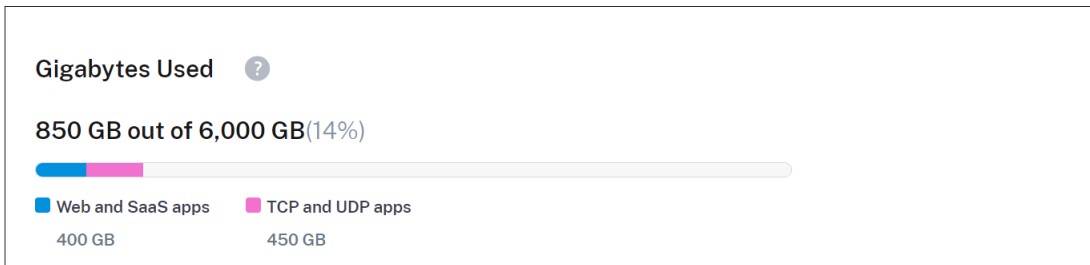 Gigabytes Used ?
850 GB out of 6,000 GB(14%)
Web and SaaS apps TCP and UDP apps
400 GB 450 GB